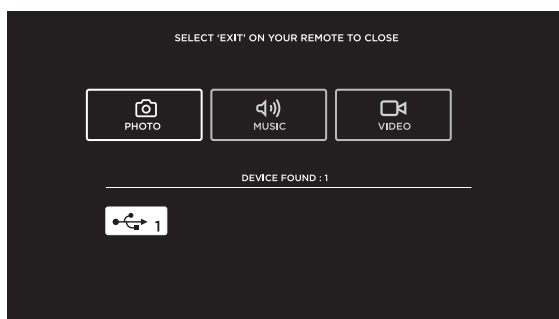 SELECT ‘EXIT’ ON YOUR REMOTE TO CLOSE
PHOTO
MUSIC
VIDEO
DEVICE FOUND : 1
1